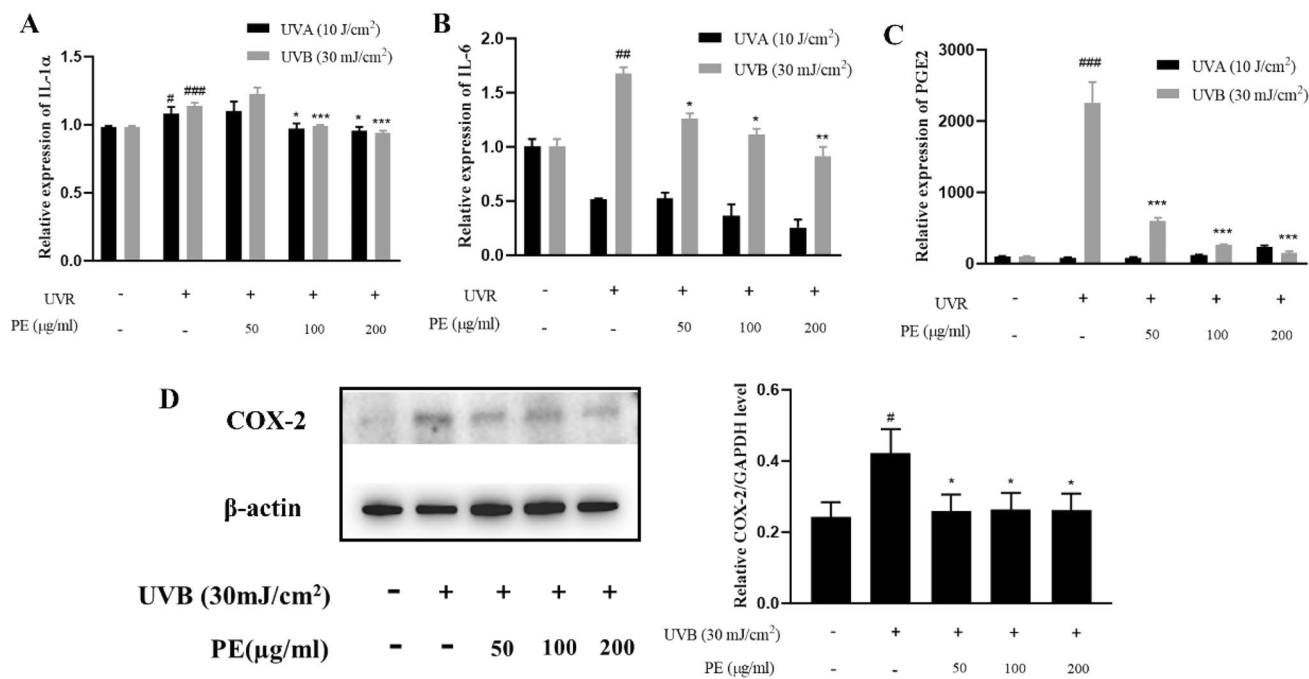 A
UVA (10 J/cm²)
UVB (30 mJ/cm²)
Relative expression of IL-1α
1.5
1.0
0.5
0.0
#
###
*
***
*
***
UVR - + + + +
PE (μg/ml) - - 50 100 200
B
UVA (10 J/cm²)
UVB (30 mJ/cm²)
Relative expression of IL-6
2.0
1.5
1.0
0.5
0.0
##
*
*
**
UVR - + + + +
PE (μg/ml) - - 50 100 200
C
UVA (10 J/cm²)
UVB (30 mJ/cm²)
Relative expression of PGE2
3000
2000
1000
0
###
***
***
***
UVR - + + + +
PE (μg/ml) - - 50 100 200
D
COX-2
β-actin
UVB (30mJ/cm²) - + + + +
PE(μg/ml) - - 50 100 200
Relative COX-2/GAPDH level
0.6
0.4
0.2
0.0
#
*
*
*
UVB (30 mJ/cm²) - + + + +
PE (μg/ml) - - 50 100 200